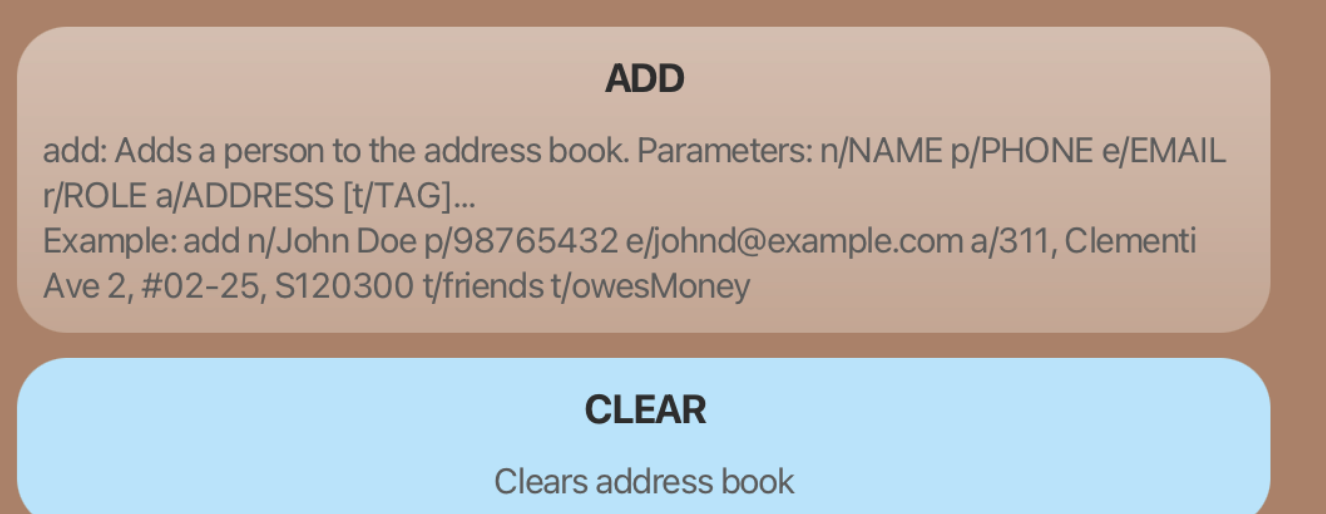 ADD
add: Adds a person to the address book. Parameters: n/NAME p/PHONE e/EMAIL
r/ROLE a/ADDRESS [t/TAG]...
Example: add n/John Doe p/98765432 e/johnd@example.com a/311, Clementi
Ave 2, #02-25, S120300 t/friends t/owesMoney
CLEAR
Clears address book